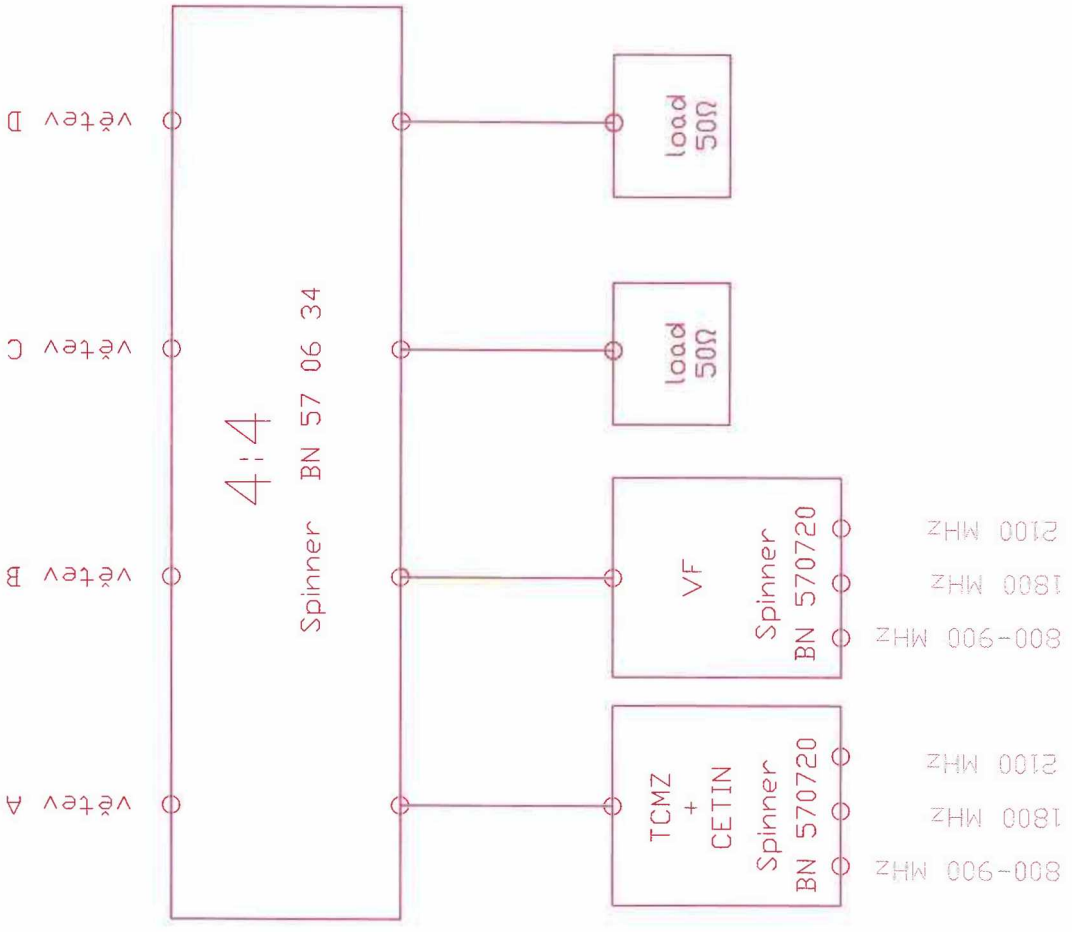 větev A
větev B
větev C
větev D
4:4
Spinner BN 57 06 34
TCMZ
+
CETIN
Spinner
BN 570720
VF
Spinner
BN 570720
load
50Ω
load
50Ω
800-900 MHz
1800 MHz
2100 MHz
800-900 MHz
1800 MHz
2100 MHz